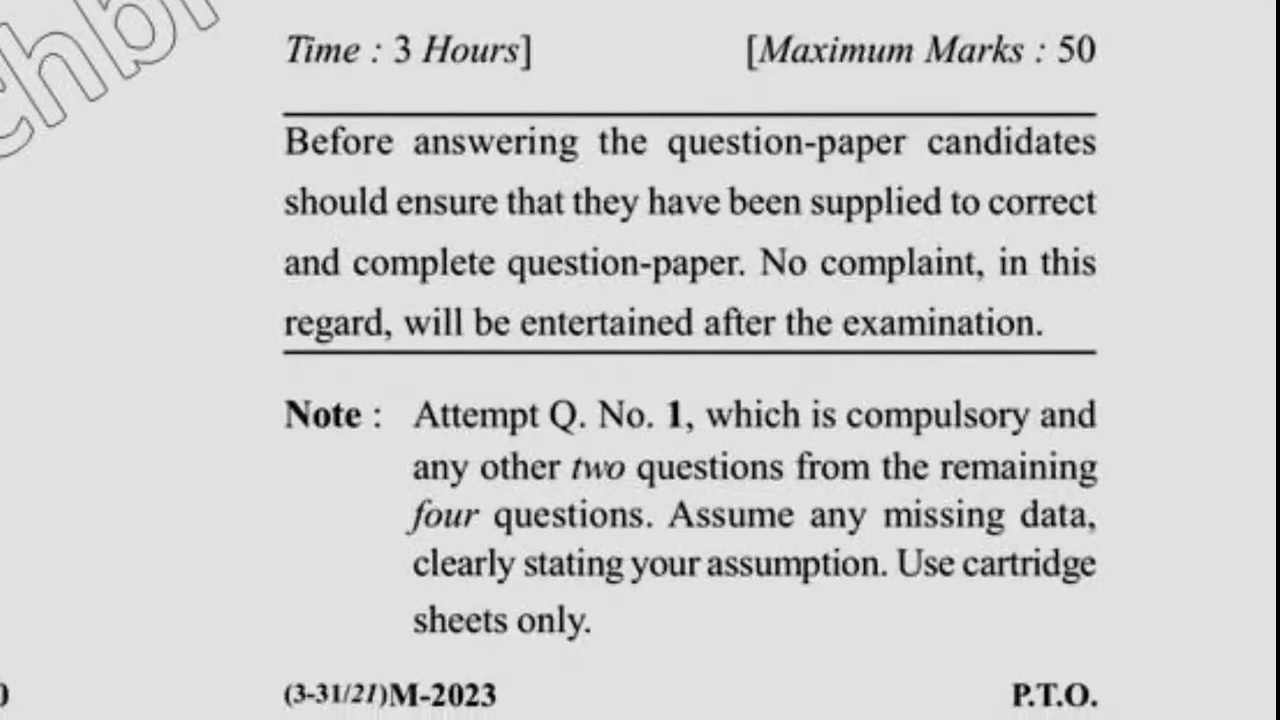 Time : 3 Hours] [Maximum Marks : 50
Before answering the question-paper candidates
should ensure that they have been supplied to correct
and complete question-paper. No complaint, in this
regard, will be entertained after the examination.
Note : Attempt Q. No. 1, which is compulsory and
any other two questions from the remaining
four questions. Assume any missing data,
clearly stating your assumption. Use cartridge
sheets only.
(3-31/21)M-2023 P.T.O.